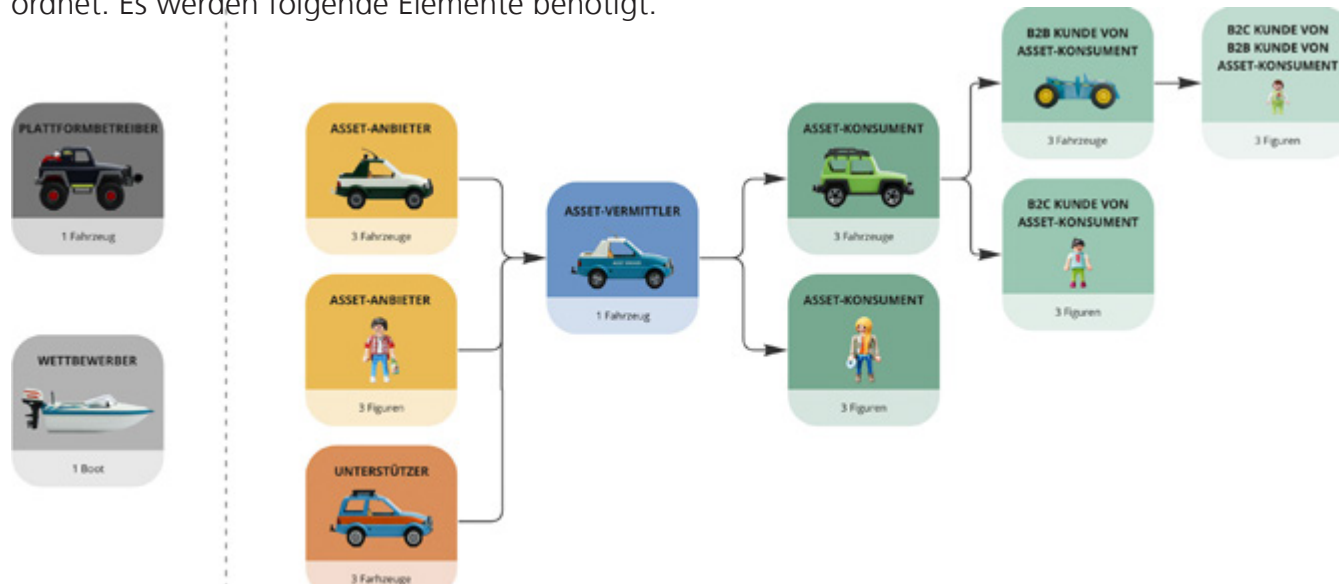 ordnet. Es werden folgende Elemente benötigt:
PLATTFORMBETREIBER
1 Fahrzeug
WETTBEWERBER
1 Boot
ASSET-ANBIETER
3 Fahrzeuge
ASSET-ANBIETER
3 Figuren
UNTERSTÜTZER
3 Farhzeuge
ASSET-VERMITTLER
1 Fahrzeug
ASSET-KONSUMENT
3 Fahrzeuge
ASSET-KONSUMENT
3 Figuren
B2B KUNDE VON
ASSET-KONSUMENT
3 Fahrzeuge
B2C KUNDE VON
ASSET-KONSUMENT
3 Figuren
B2C KUNDE VON
B2B KUNDE VON
ASSET-KONSUMENT
3 Figuren